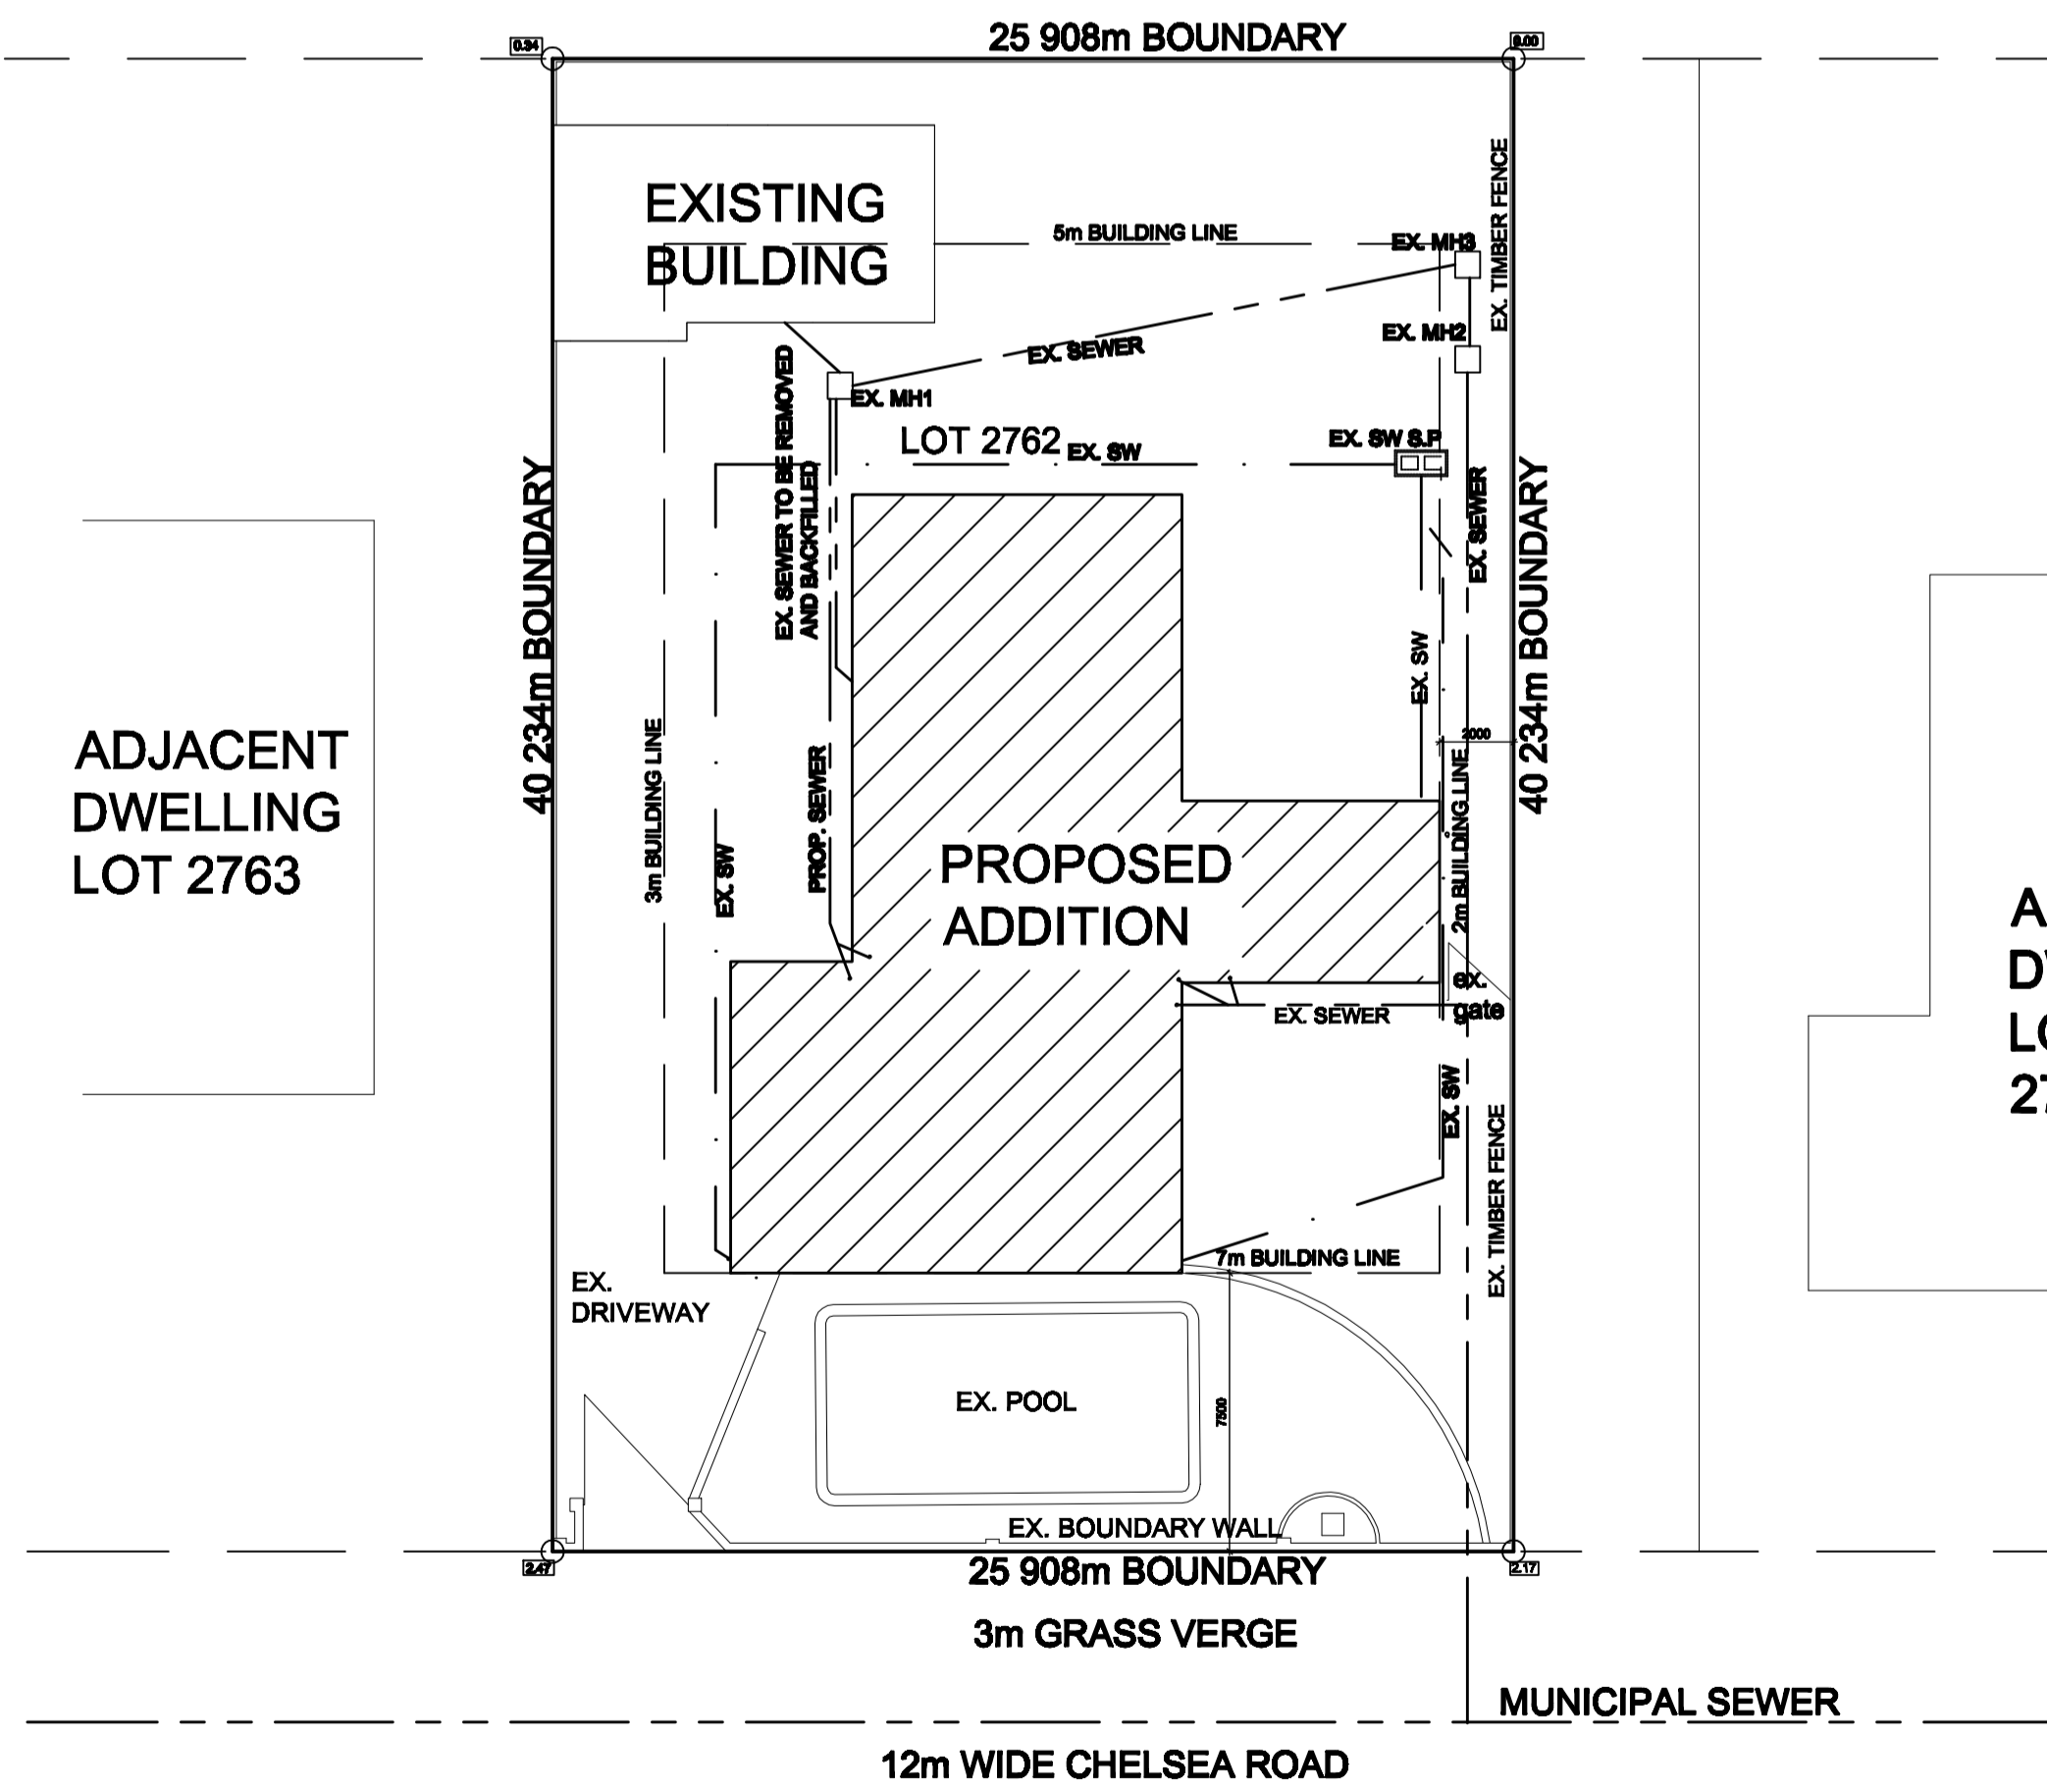 25 908m BOUNDARY
0.34
0.00
EXISTING
BUILDING
EX. TIMBER FENCE
5m BUILDING LINE
EX. MH3
EX. MH2
EX. SEWER
EX. MH1
EX. SEWER TO BE REMOVED
AND BACKFILLED
LOT 2762
EX. SW
EX. SW S.P
EX. SEWER
40 234m BOUNDARY
40 234m BOUNDARY
EX. SW
2000
ADJACENT
DWELLING
LOT 2763
3m BUILDING LINE
EX. SW
PROP. SEWER
PROPOSED
ADDITION
2m BUILDING LINE
ex.
gate
EX. SEWER
EX. SW
EX. TIMBER FENCE
7m BUILDING LINE
EX.
DRIVEWAY
EX. POOL
7500
EX. BOUNDARY WALL
2.47
25 908m BOUNDARY
2.17
3m GRASS VERGE
MUNICIPAL SEWER
12m WIDE CHELSEA ROAD